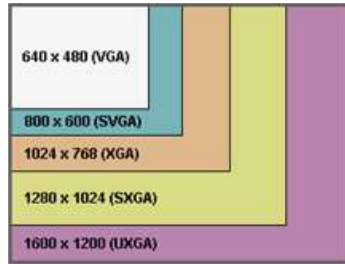 640 x 480 (VGA)
800 x 600 (SVGA)
1024 x 768 (XGA)
1280 x 1024 (SXGA)
1600 x 1200 (UXGA)